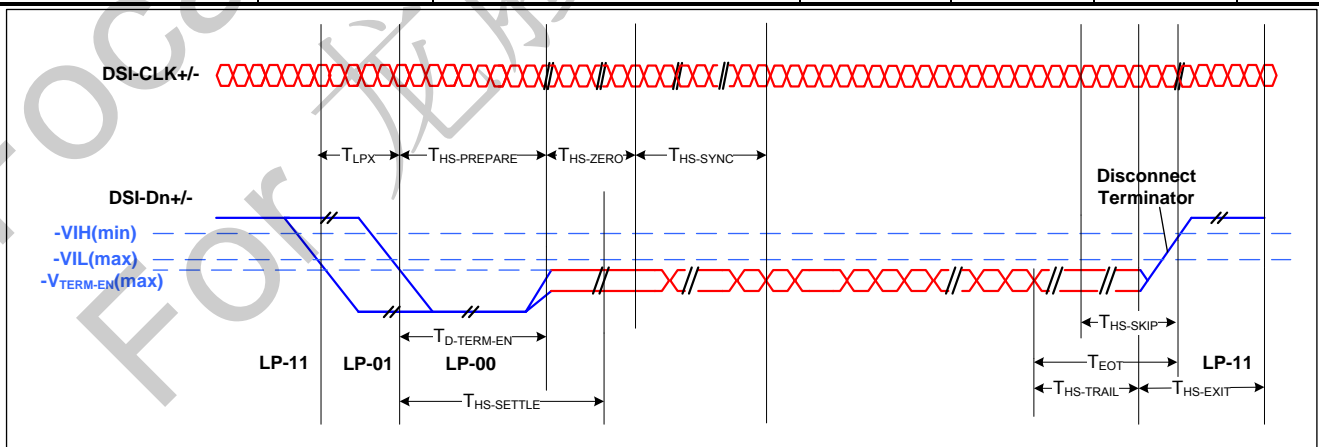 DSI-CLK+/-
TLPX
THS-PREPARE
THS-ZERO
THS-SYNC
DSI-Dn+/-
Disconnect
Terminator
-VIH(min)
-VIL(max)
-VTERM-EN(max)
THS-SKIP
TD-TERM-EN
LP-11
LP-01
LP-00
TEOT
LP-11
THS-SETTLE
THS-TRAIL
THS-EXIT
For 龙